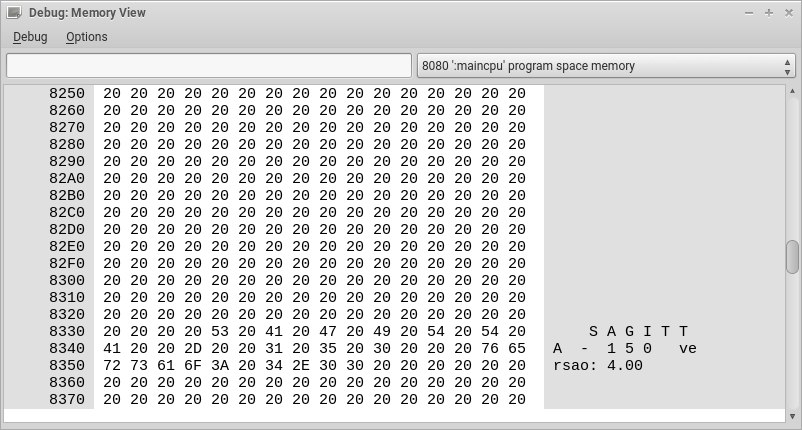 Debug: Memory View
Debug Options
8080 ':maincpu' program space memory
8250 20 20 20 20 20 20 20 20 20 20 20 20 20 20 20 20
8260 20 20 20 20 20 20 20 20 20 20 20 20 20 20 20 20
8270 20 20 20 20 20 20 20 20 20 20 20 20 20 20 20 20
8280 20 20 20 20 20 20 20 20 20 20 20 20 20 20 20 20
8290 20 20 20 20 20 20 20 20 20 20 20 20 20 20 20 20
82A0 20 20 20 20 20 20 20 20 20 20 20 20 20 20 20 20
82B0 20 20 20 20 20 20 20 20 20 20 20 20 20 20 20 20
82C0 20 20 20 20 20 20 20 20 20 20 20 20 20 20 20 20
82D0 20 20 20 20 20 20 20 20 20 20 20 20 20 20 20 20
82E0 20 20 20 20 20 20 20 20 20 20 20 20 20 20 20 20
82F0 20 20 20 20 20 20 20 20 20 20 20 20 20 20 20 20
8300 20 20 20 20 20 20 20 20 20 20 20 20 20 20 20 20
8310 20 20 20 20 20 20 20 20 20 20 20 20 20 20 20 20
8320 20 20 20 20 20 20 20 20 20 20 20 20 20 20 20 20
8330 20 20 20 20 53 20 41 20 47 20 49 20 54 20 54 20 S A G I T T
8340 41 20 20 2D 20 20 31 20 35 20 30 20 20 20 76 65 A - 1 5 0 ve
8350 72 73 61 6F 3A 20 34 2E 30 30 20 20 20 20 20 20 rsao: 4.00
8360 20 20 20 20 20 20 20 20 20 20 20 20 20 20 20 20
8370 20 20 20 20 20 20 20 20 20 20 20 20 20 20 20 20